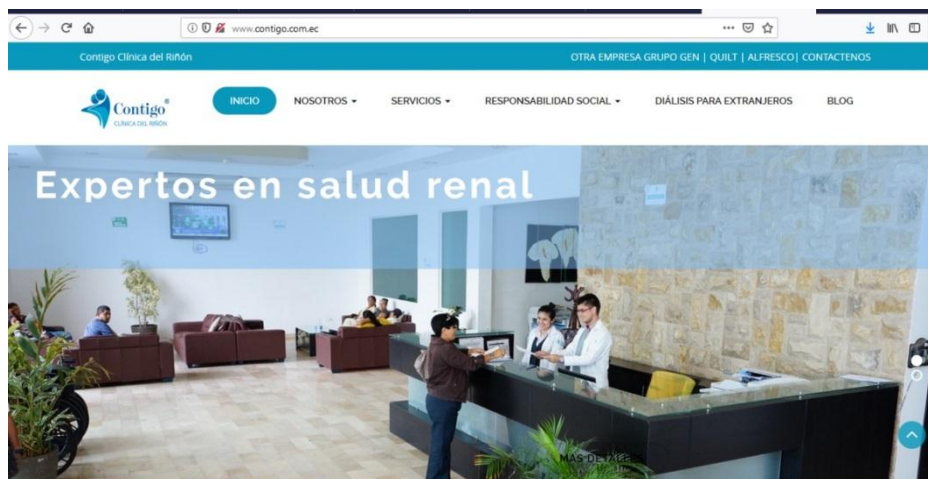 www.contigo.com.ec
Contigo Clínica del Riñón
OTRA EMPRESA GRUPO GEN | QUILT | ALFRESCO| CONTACTENOS
Contigo®
CLÍNICA DEL RIÑÓN
INICIO
NOSOTROS
SERVICIOS
RESPONSABILIDAD SOCIAL
DIÁLISIS PARA EXTRANJEROS
BLOG
Expertos en salud renal